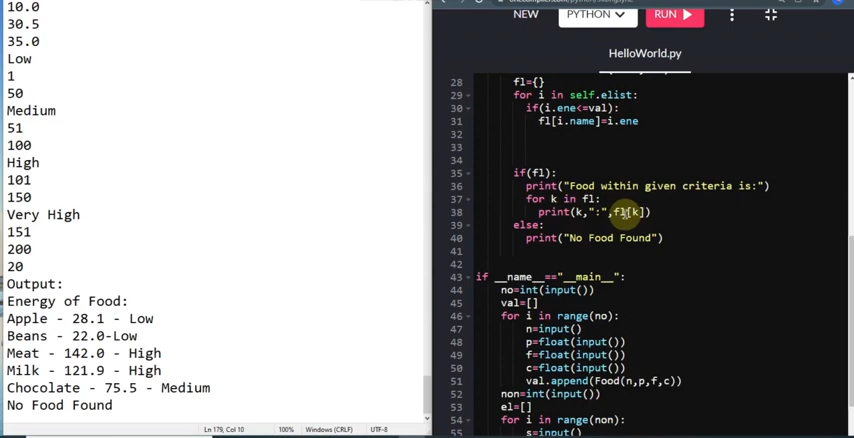 10.0
30.5
35.0
Low
1
50
Medium
51
100
High
101
150
Very High
151
200
20
Output:
Energy of Food:
Apple - 28.1 - Low
Beans - 22.0-Low
Meat - 142.0 - High
Milk - 121.9 - High
Chocolate - 75.5 - Medium
No Food Found
Ln 179, Col 10 100% Windows (CRLF) UTF-8
NEW PYTHON RUN
HelloWorld.py
28 fl={}
29 for i in self.elist:
30 if(i.ene<=val):
31 fl[i.name]=i.ene
32
33
34
35 if(fl):
36 print("Food within given criteria is:")
37 for k in fl:
38 print(k,":",fl[k])
39 else:
40 print("No Food Found")
41
42
43 if __name__=="__main__":
44 no=int(input())
45 val=[]
46 for i in range(no):
47 n=input()
48 p=float(input())
49 f=float(input())
50 c=float(input())
51 val.append(Food(n,p,f,c))
52 non=int(input())
53 el=[]
54 for i in range(non):
55 s=input()